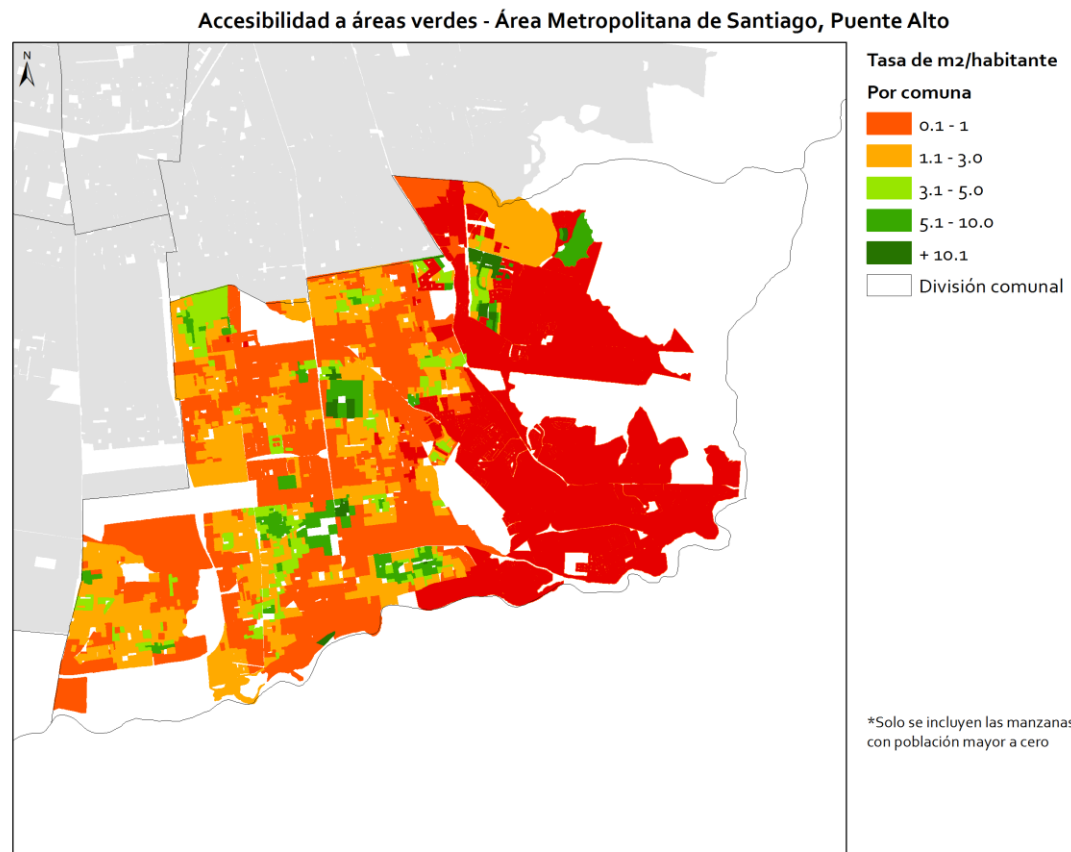 Accesibilidad a áreas verdes - Área Metropolitana de Santiago, Puente Alto
N
Tasa de m2/habitante
Por comuna
0.1 - 1
1.1 - 3.0
3.1 - 5.0
5.1 - 10.0
+ 10.1
División comunal
*Solo se incluyen las manzanas
con población mayor a cero